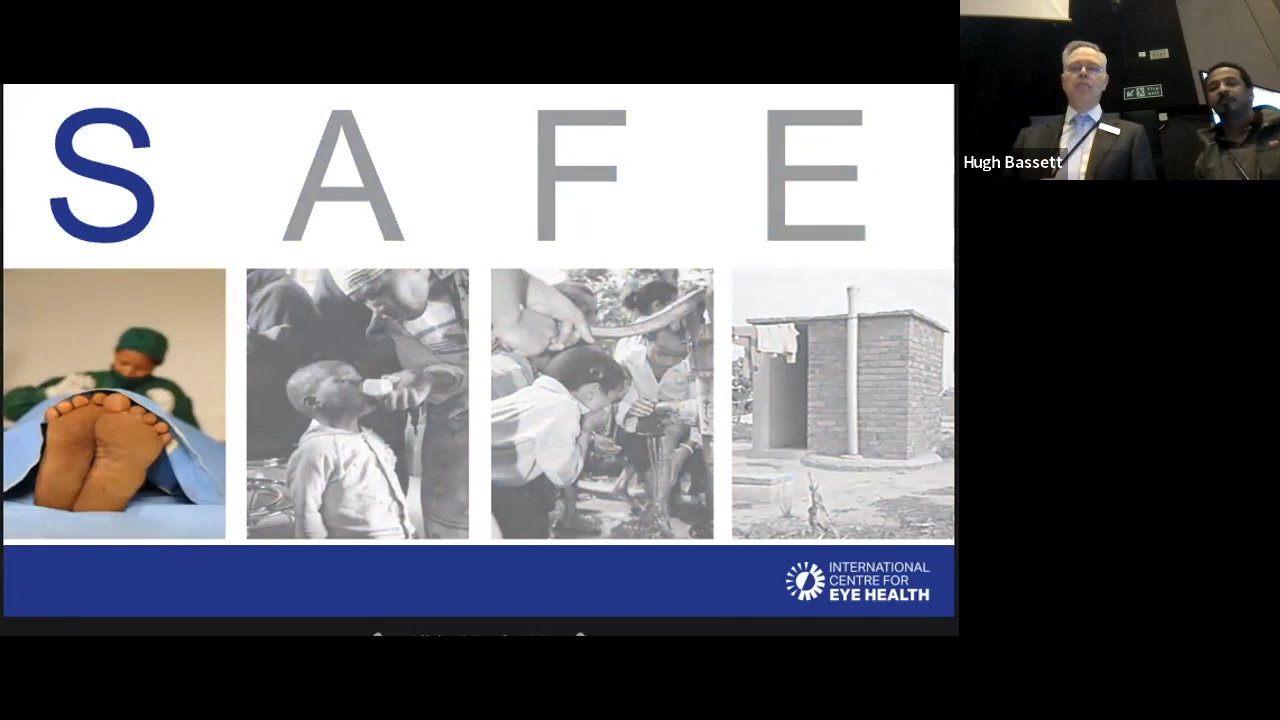 S A F E
Hugh Bassett
INTERNATIONAL
CENTRE FOR
EYE HEALTH